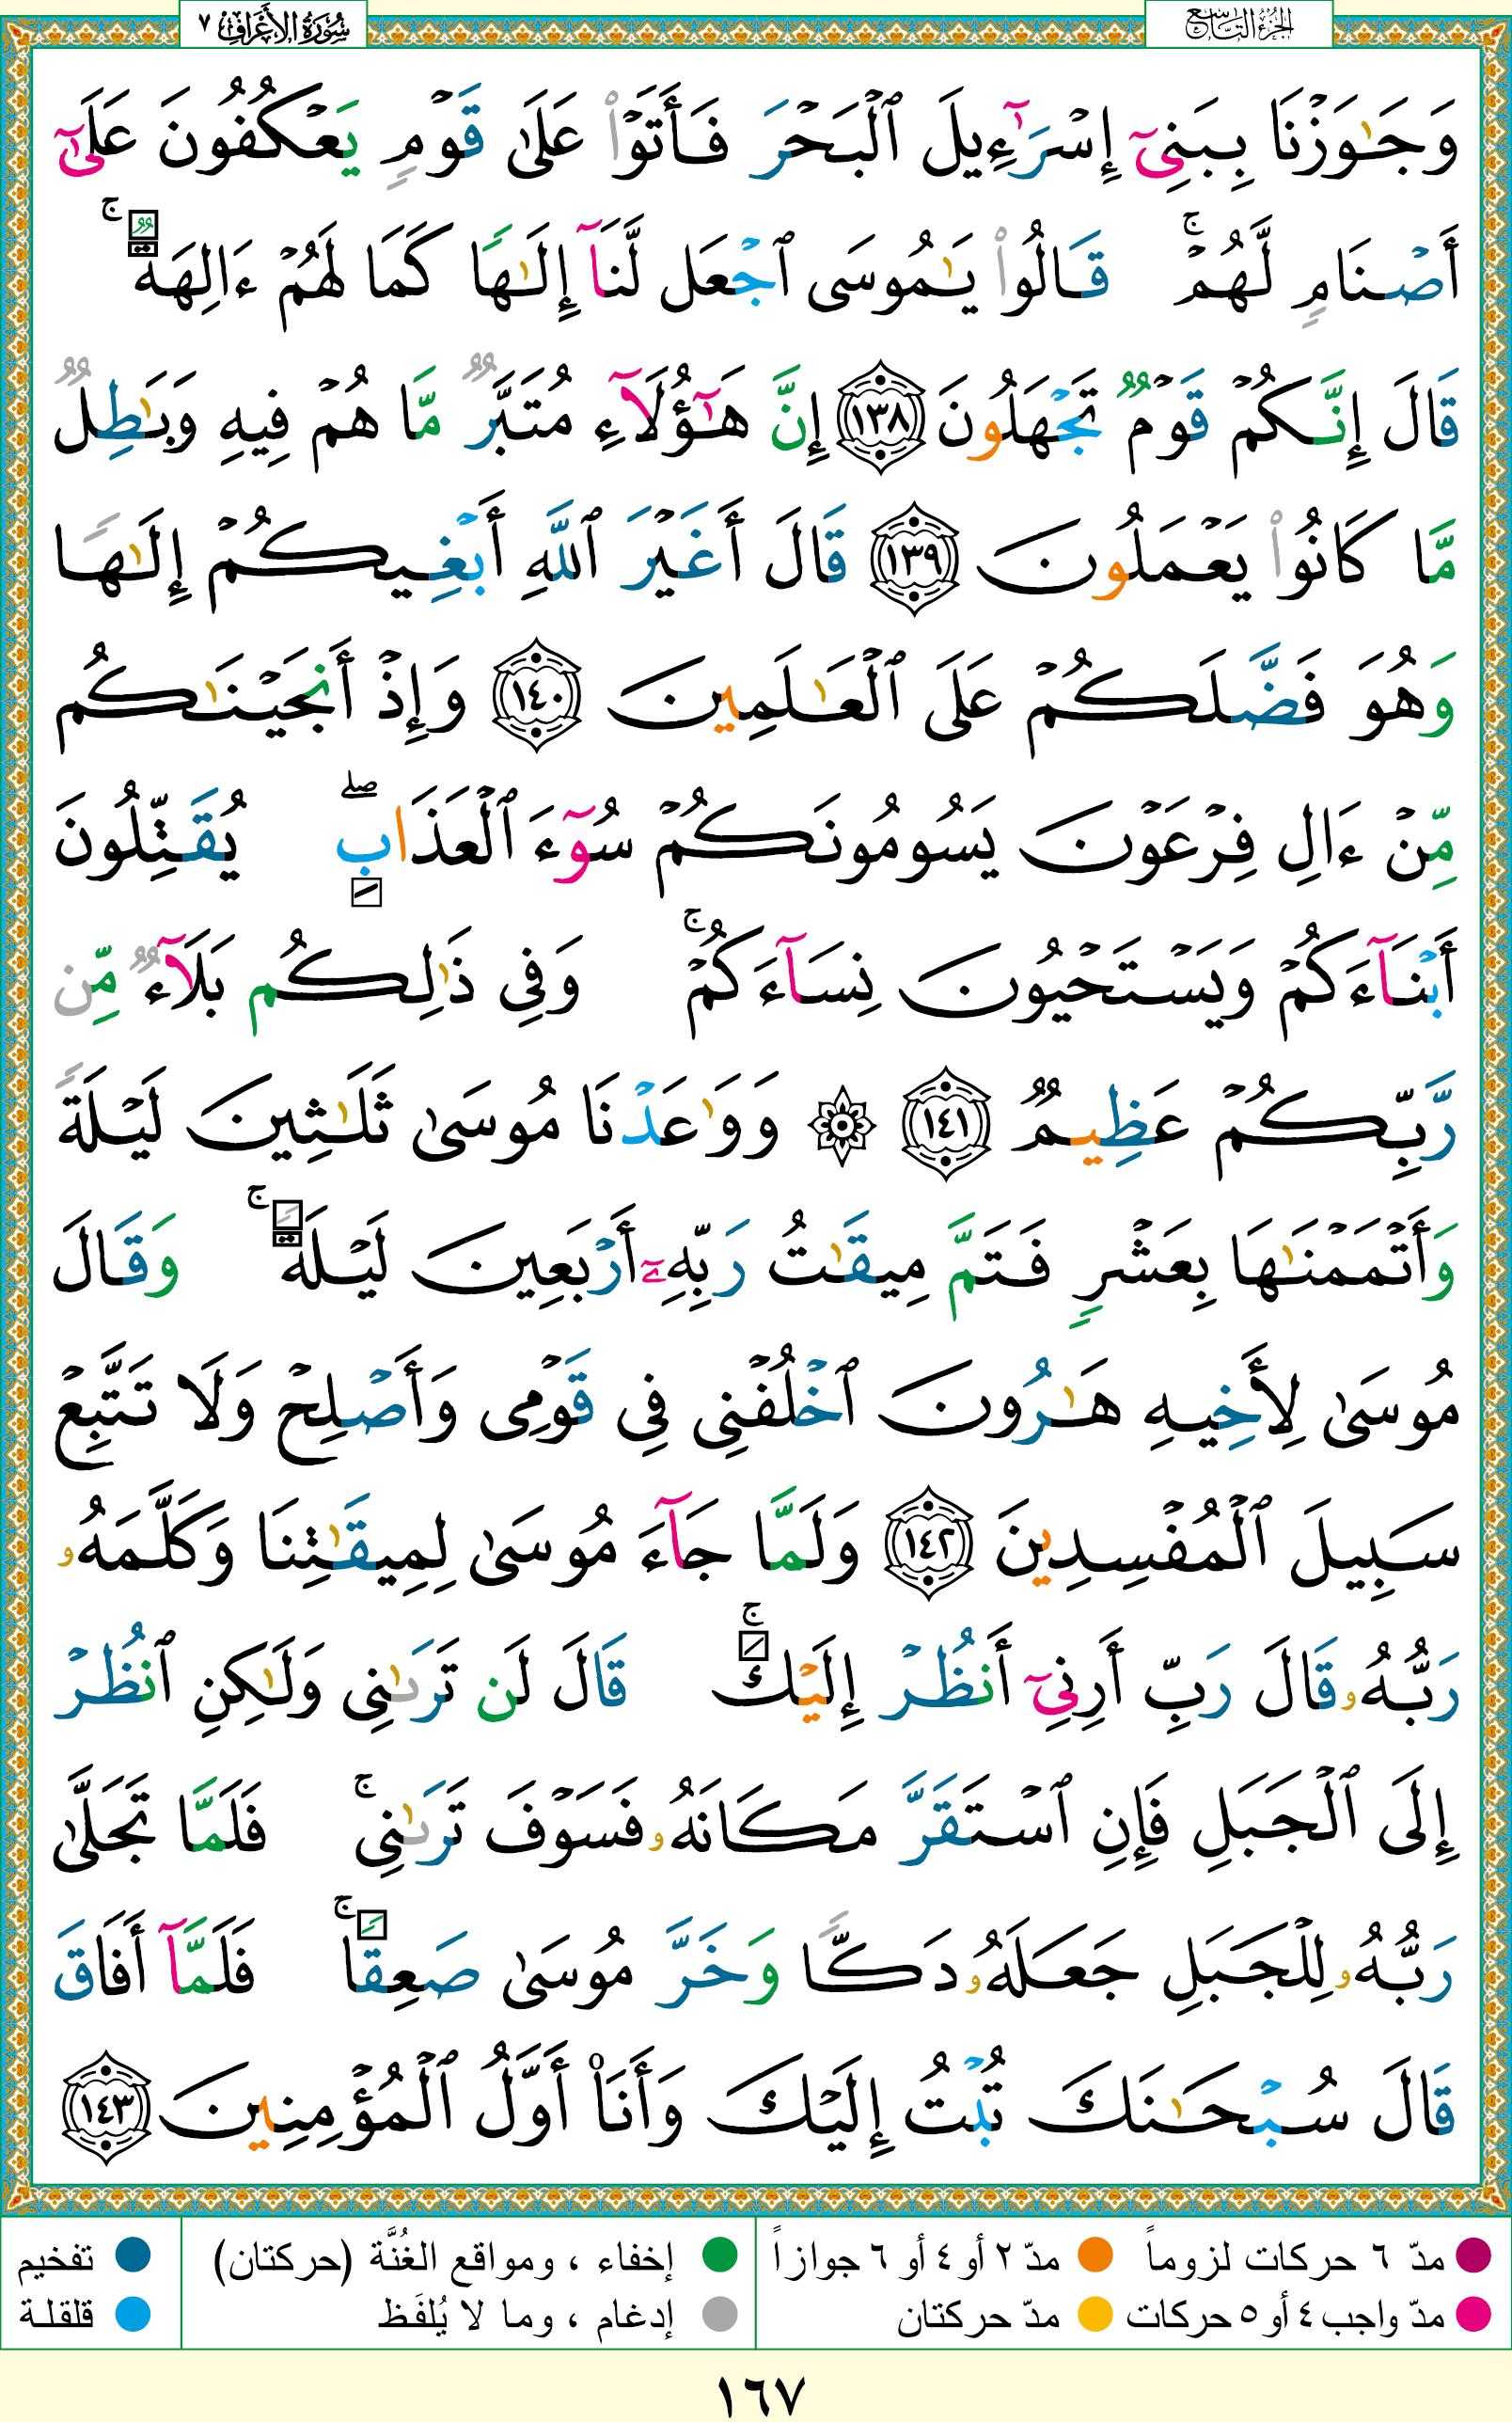 الجزء التاسع
سورة الأعراف ٧
وَجَـٰوَزْنَا بِبَنِىٓ إِسْرَٰٓءِيلَ ٱلْبَحْرَ فَأَتَوْا۟ عَلَىٰ قَوْمٍ يَعْكُفُونَ عَلَىٰٓ
أَصْنَامٍ لَّهُمْ ۚ قَالُوا۟ يَـٰمُوسَى ٱجْعَل لَّنَآ إِلَـٰهًا كَمَا لَهُمْ ءَالِهَةٌ ۚ
قَالَ إِنَّكُمْ قَوْمٌ تَجْهَلُونَ ﴿١٣٨﴾ إِنَّ هَـٰٓؤُلَآءِ مُتَبَّرٌ مَّا هُمْ فِيهِ وَبَـٰطِلٌ
مَّا كَانُوا۟ يَعْمَلُونَ ﴿١٣٩﴾ قَالَ أَغَيْرَ ٱللَّهِ أَبْغِيكُمْ إِلَـٰهًا
وَهُوَ فَضَّلَكُمْ عَلَى ٱلْعَـٰلَمِينَ ﴿١٤٠﴾ وَإِذْ أَنجَيْنَـٰكُم
مِّنْ ءَالِ فِرْعَوْنَ يَسُومُونَكُمْ سُوٓءَ ٱلْعَذَابِ ۖ يُقَتِّلُونَ
أَبْنَآءَكُمْ وَيَسْتَحْيُونَ نِسَآءَكُمْ ۚ وَفِى ذَٰلِكُم بَلَآءٌ مِّن
رَّبِّكُمْ عَظِيمٌ ﴿١٤١﴾ ۞ وَوَٰعَدْنَا مُوسَىٰ ثَلَـٰثِينَ لَيْلَةً
وَأَتْمَمْنَـٰهَا بِعَشْرٍ فَتَمَّ مِيقَـٰتُ رَبِّهِۦٓ أَرْبَعِينَ لَيْلَةً ۚ وَقَالَ
مُوسَىٰ لِأَخِيهِ هَـٰرُونَ ٱخْلُفْنِى فِى قَوْمِى وَأَصْلِحْ وَلَا تَتَّبِعْ
سَبِيلَ ٱلْمُفْسِدِينَ ﴿١٤٢﴾ وَلَمَّا جَآءَ مُوسَىٰ لِمِيقَـٰتِنَا وَكَلَّمَهُۥ
رَبُّهُۥ قَالَ رَبِّ أَرِنِىٓ أَنظُرْ إِلَيْكَ ۚ قَالَ لَن تَرَىٰنِى وَلَـٰكِنِ ٱنظُرْ
إِلَى ٱلْجَبَلِ فَإِنِ ٱسْتَقَرَّ مَكَانَهُۥ فَسَوْفَ تَرَىٰنِى ۚ فَلَمَّا تَجَلَّىٰ
رَبُّهُۥ لِلْجَبَلِ جَعَلَهُۥ دَكًّا وَخَرَّ مُوسَىٰ صَعِقًا ۚ فَلَمَّآ أَفَاقَ
قَالَ سُبْحَـٰنَكَ تُبْتُ إِلَيْكَ وَأَنَا۠ أَوَّلُ ٱلْمُؤْمِنِينَ ﴿١٤٣﴾
مدّ ٦ حركات لزوماً
مدّ ٢ أو ٤ أو ٦ جوازاً
إخفاء ، ومواقع الغُنَّة (حركتان)
تفخيم
مدّ واجب ٤ أو ٥ حركات
مدّ حركتان
إدغام ، وما لا يُلفَظ
قلقلة
١٦٧